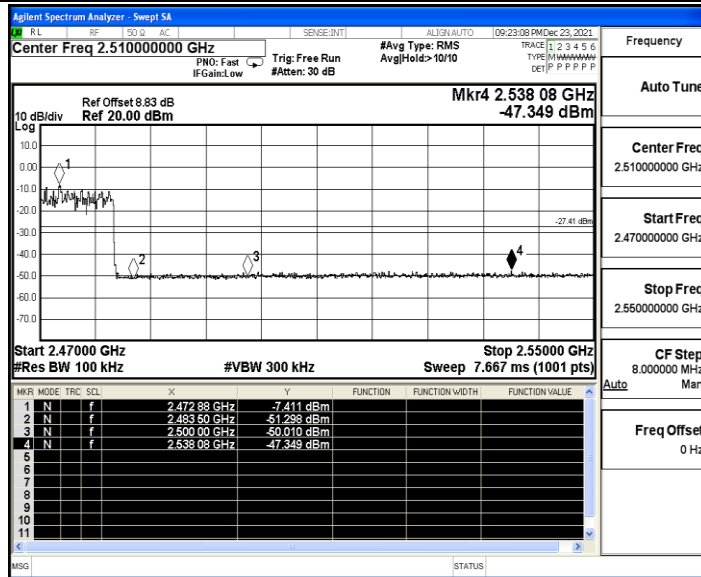 Agilent Spectrum Analyzer - Swept SA
RL RF 50 Ω AC SENSE:INT ALIGNAUTO 09:23:08 PM Dec 23, 2021
Center Freq 2.510000000 GHz
#Avg Type: RMS
TRACE 1 2 3 4 5 6
PNO: Fast Trig: Free Run Avg|Hold:> 10/10 TYPE MWWWWW
IFGain:Low #Atten: 30 dB DET P P P P P P
Mkr4 2.538 08 GHz
-47.349 dBm
Ref Offset 8.83 dB
10 dB/div Ref 20.00 dBm
Log
10.0
0.00
-10.0
-20.0
-30.0
-40.0
-50.0
-60.0
-70.0
1
2
3
4
-27.41 dBm
Start 2.47000 GHz Stop 2.55000 GHz
#Res BW 100 kHz #VBW 300 kHz Sweep 7.667 ms (1001 pts)
MKR MODE TRC SCL X Y FUNCTION FUNCTION WIDTH FUNCTION VALUE
1 N f 2.472 88 GHz -7.411 dBm
2 N f 2.483 50 GHz -51.298 dBm
3 N f 2.500 00 GHz -50.010 dBm
4 N f 2.538 08 GHz -47.349 dBm
5
6
7
8
9
10
11
MSG STATUS
Frequency
Auto Tune
Center Freq
2.510000000 GHz
Start Freq
2.470000000 GHz
Stop Freq
2.550000000 GHz
CF Step
8.000000 MHz
Auto Man
Freq Offset
0 Hz